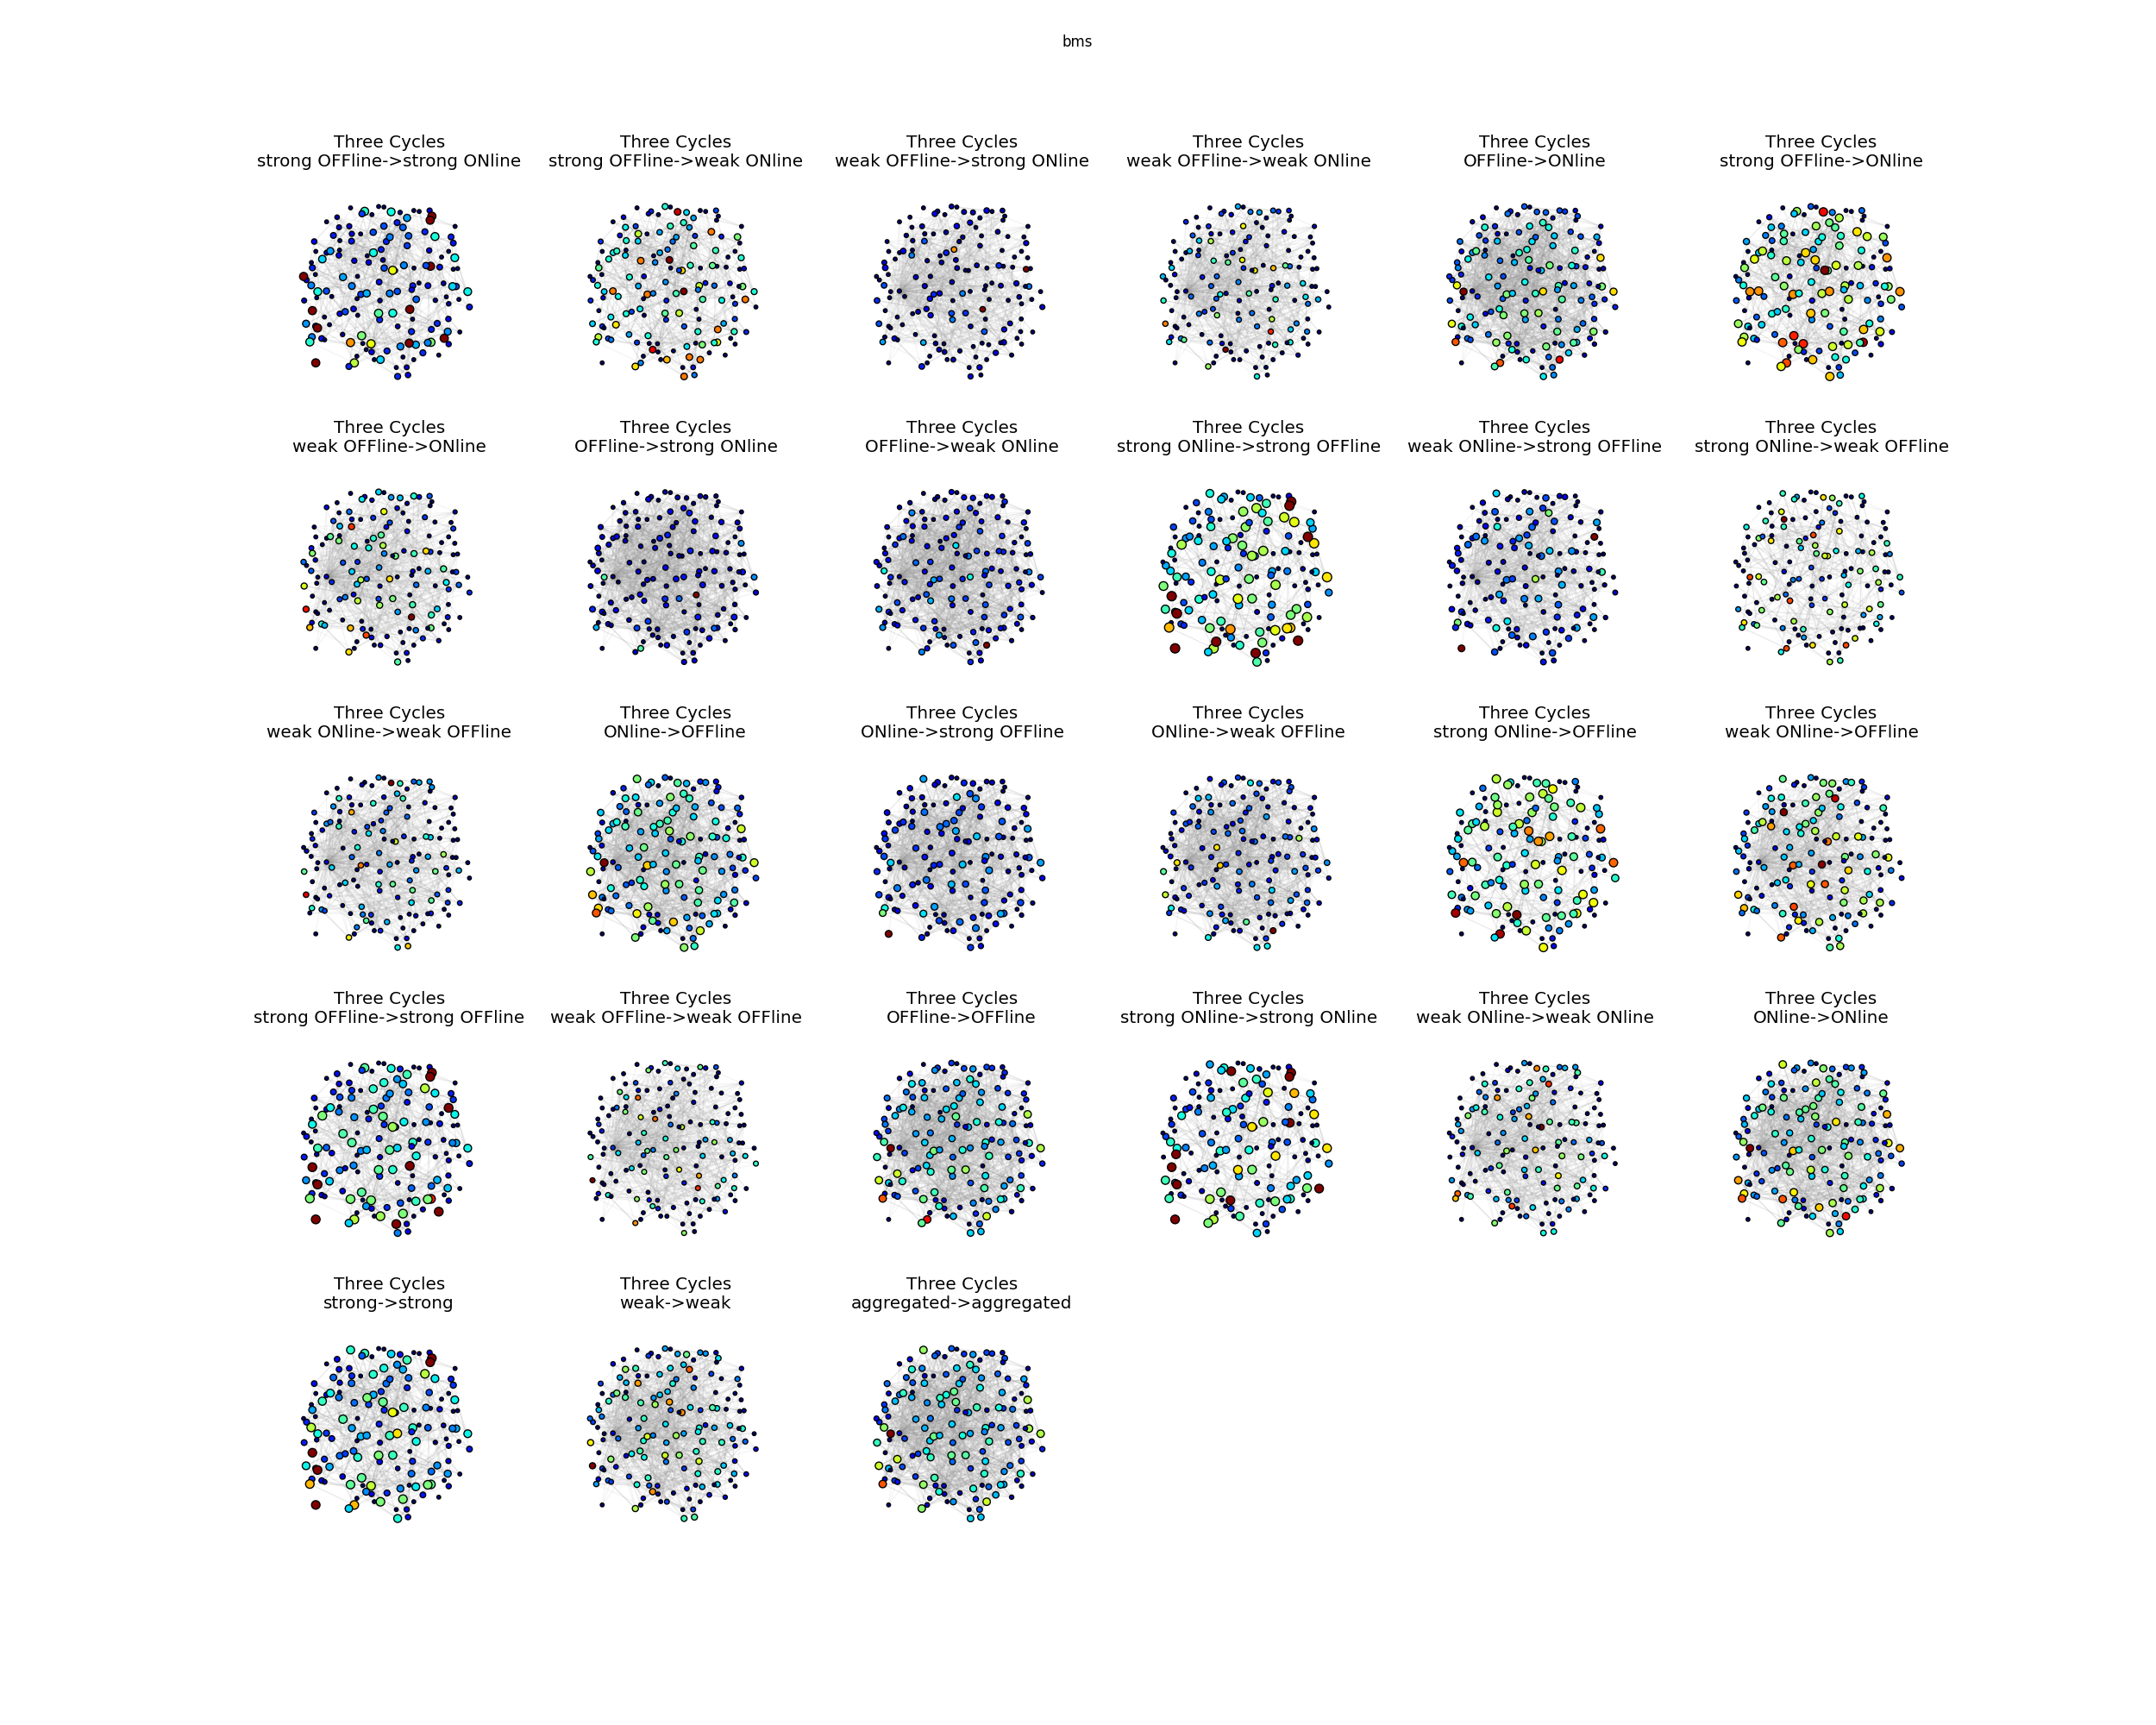 bms
Three Cycles
strong OFFline->strong ONline
Three Cycles
strong OFFline->weak ONline
Three Cycles
weak OFFline->strong ONline
Three Cycles
weak OFFline->weak ONline
Three Cycles
OFFline->ONline
Three Cycles
strong OFFline->ONline
Three Cycles
weak OFFline->ONline
Three Cycles
OFFline->strong ONline
Three Cycles
OFFline->weak ONline
Three Cycles
strong ONline->strong OFFline
Three Cycles
weak ONline->strong OFFline
Three Cycles
strong ONline->weak OFFline
Three Cycles
weak ONline->weak OFFline
Three Cycles
ONline->OFFline
Three Cycles
ONline->strong OFFline
Three Cycles
ONline->weak OFFline
Three Cycles
strong ONline->OFFline
Three Cycles
weak ONline->OFFline
Three Cycles
strong OFFline->strong OFFline
Three Cycles
weak OFFline->weak OFFline
Three Cycles
OFFline->OFFline
Three Cycles
strong ONline->strong ONline
Three Cycles
weak ONline->weak ONline
Three Cycles
ONline->ONline
Three Cycles
strong->strong
Three Cycles
weak->weak
Three Cycles
aggregated->aggregated